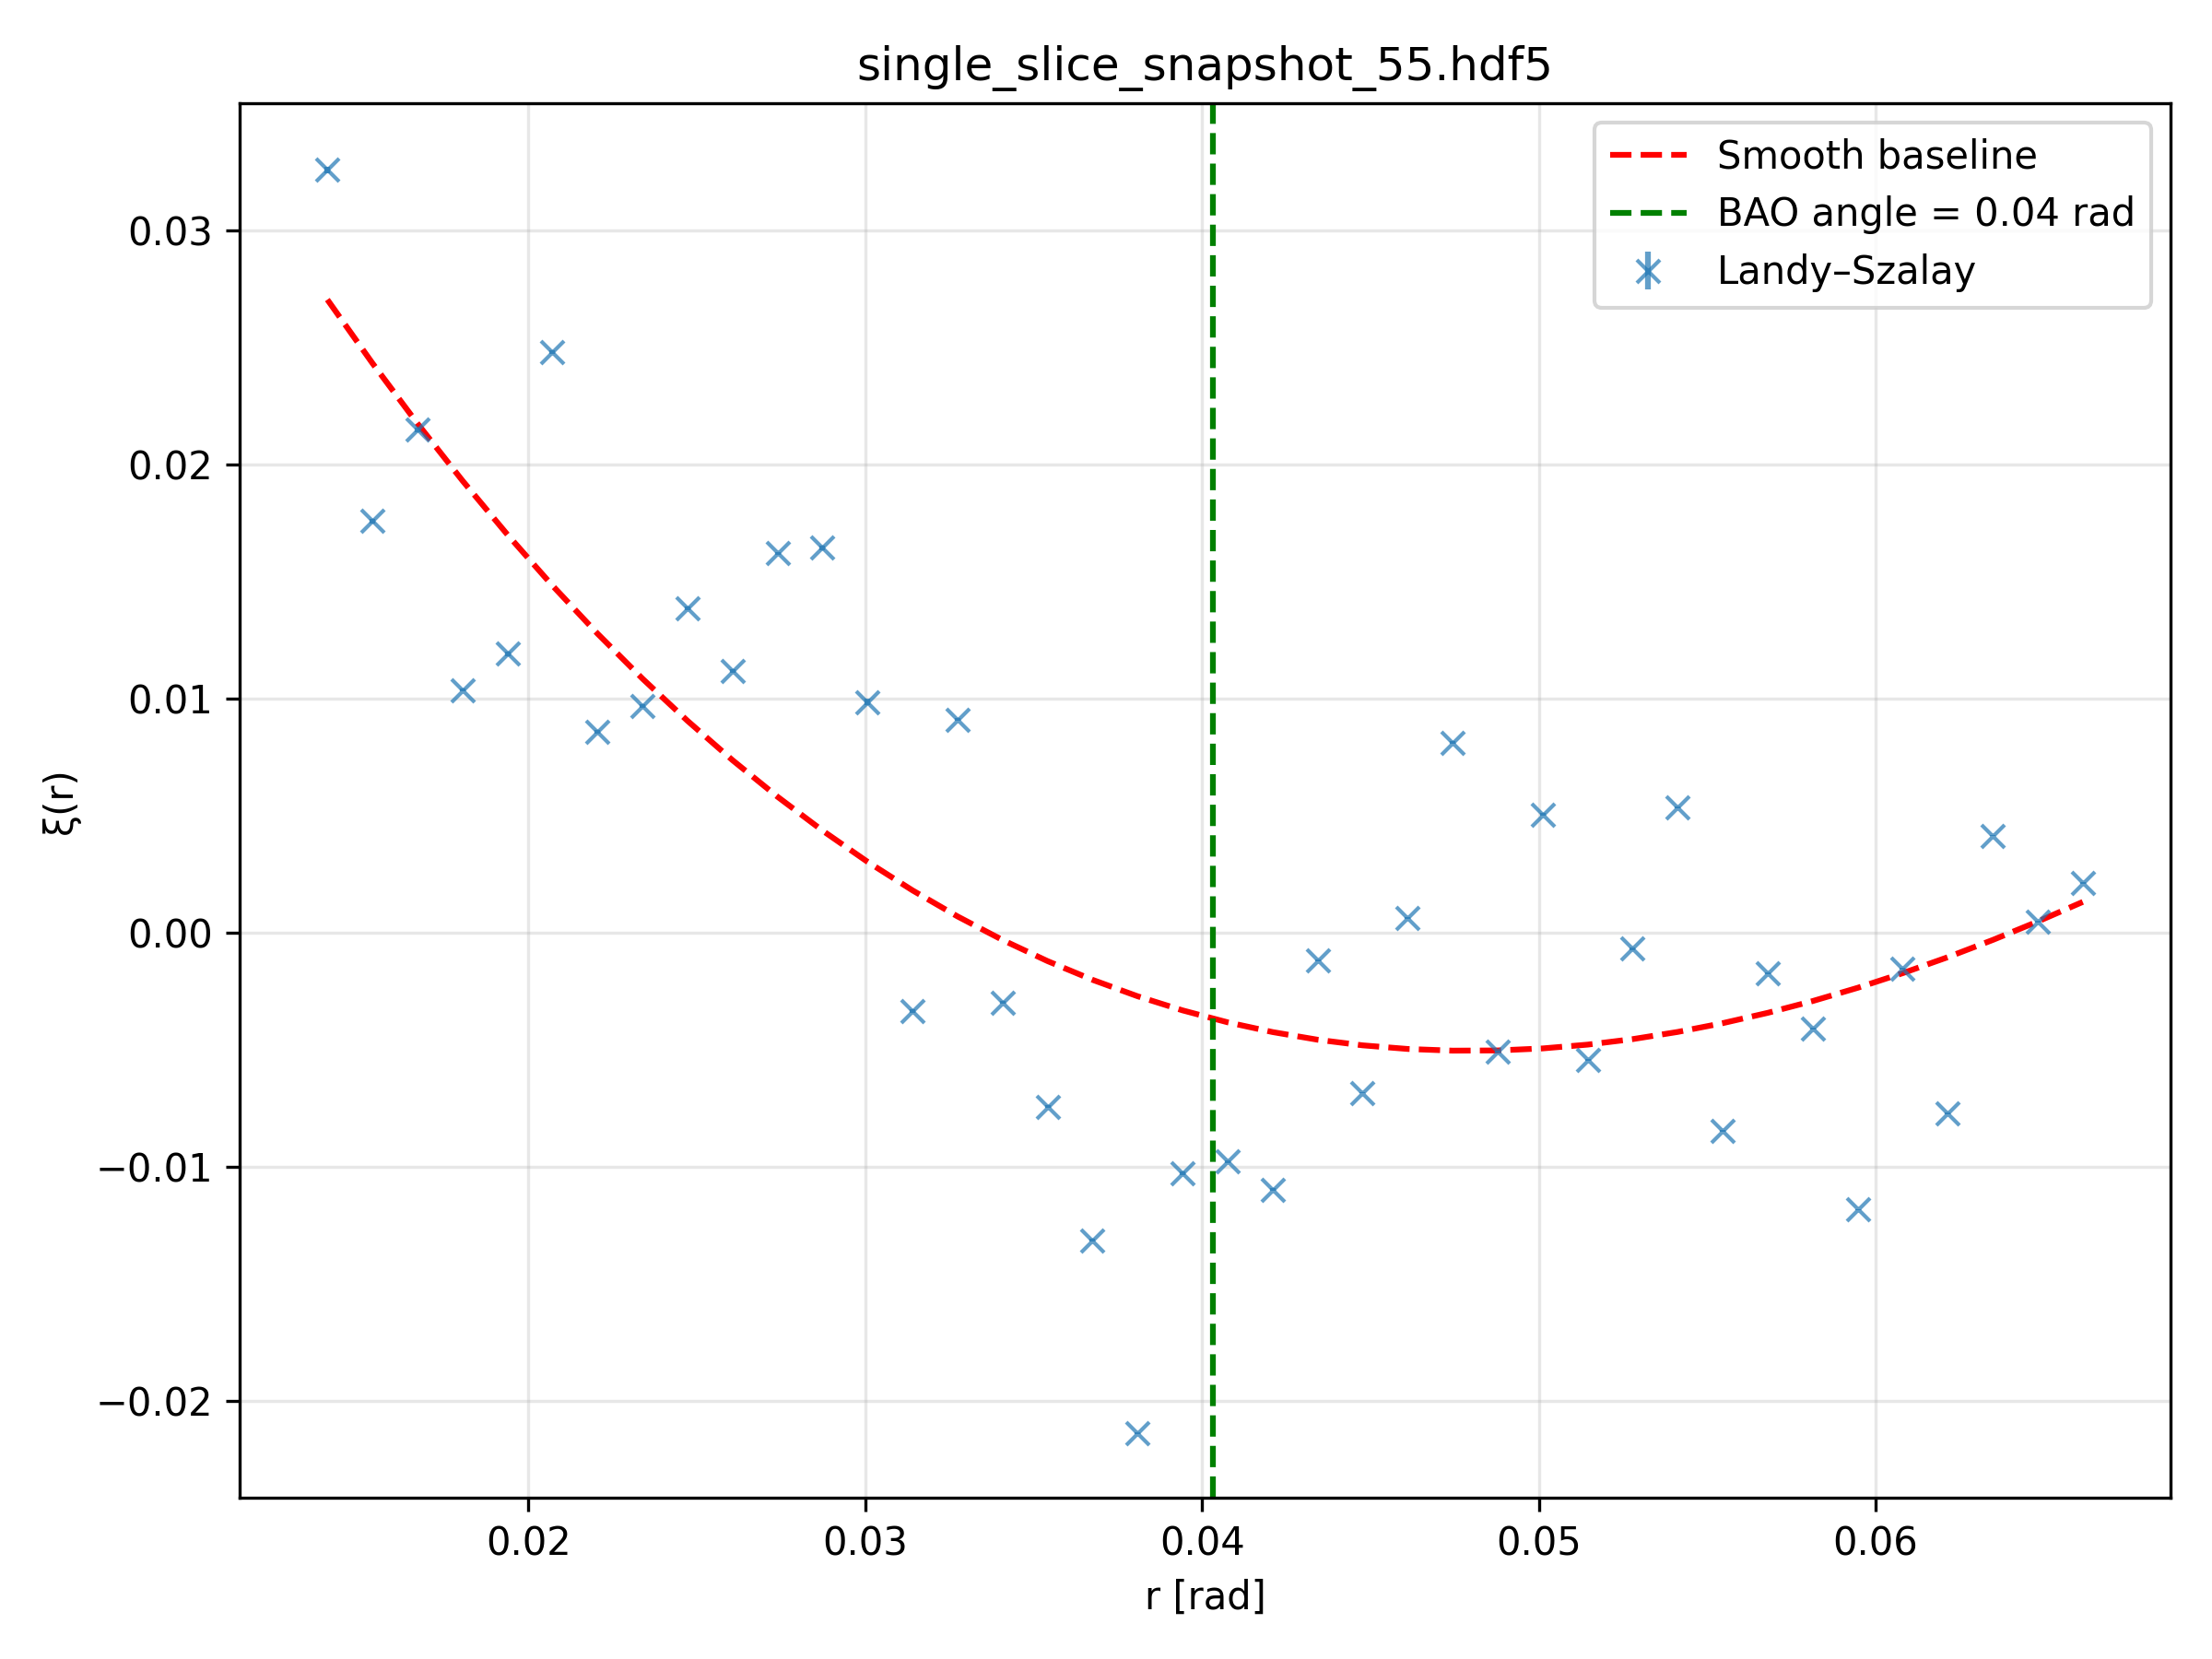 single_slice_snapshot_55.hdf5
Smooth baseline
BAO angle = 0.04 rad
Landy–Szalay
ξ(r)
0.03
0.02
0.01
0.00
−0.01
−0.02
0.02 0.03 0.04 0.05 0.06
r [rad]